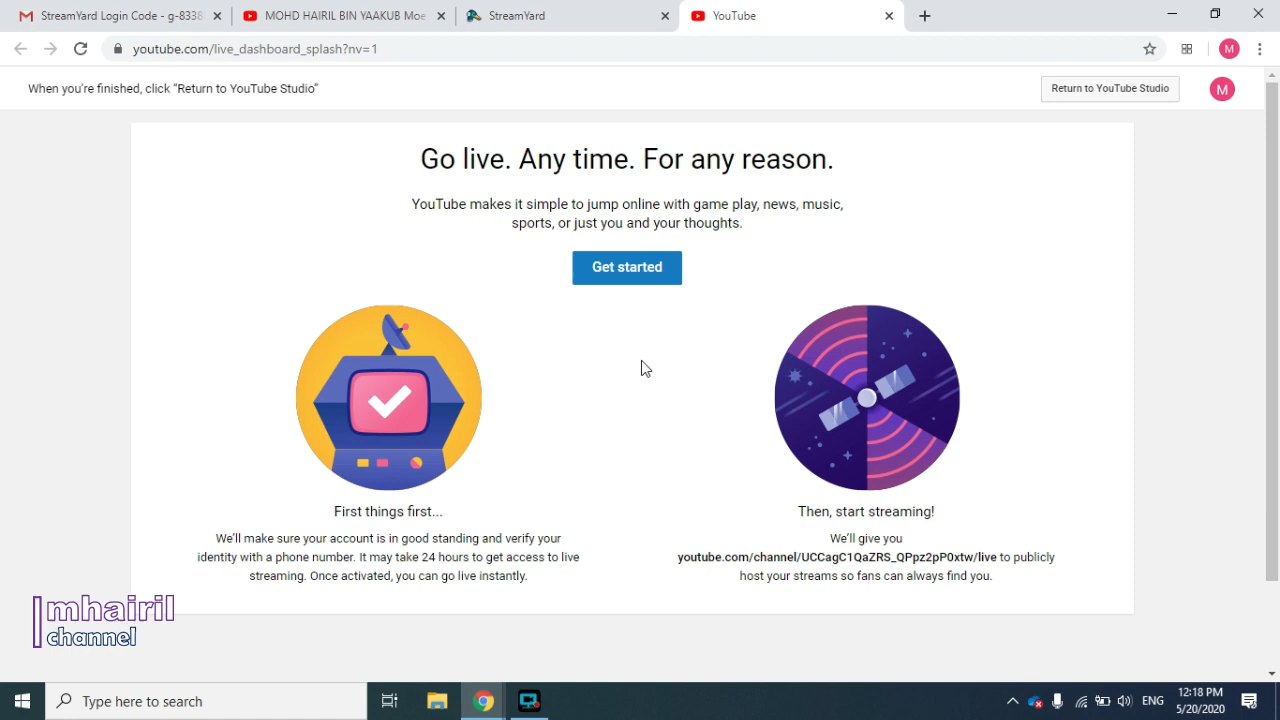 StreamYard Login Code - g-8338
MOHD HAIRIL BIN YAAKUB Moe
StreamYard
YouTube
youtube.com/live_dashboard_splash?nv=1
M
When you're finished, click "Return to YouTube Studio"
Return to YouTube Studio
M
Go live. Any time. For any reason.
YouTube makes it simple to jump online with game play, news, music,
sports, or just you and your thoughts.
Get started
First things first...
We'll make sure your account is in good standing and verify your
identity with a phone number. It may take 24 hours to get access to live
streaming. Once activated, you can go live instantly.
Then, start streaming!
We'll give you
youtube.com/channel/UCCagC1QaZRS_QPpz2pP0xtw/live to publicly
host your streams so fans can always find you.
mhairil
channel
Type here to search
ENG
12:18 PM
5/20/2020